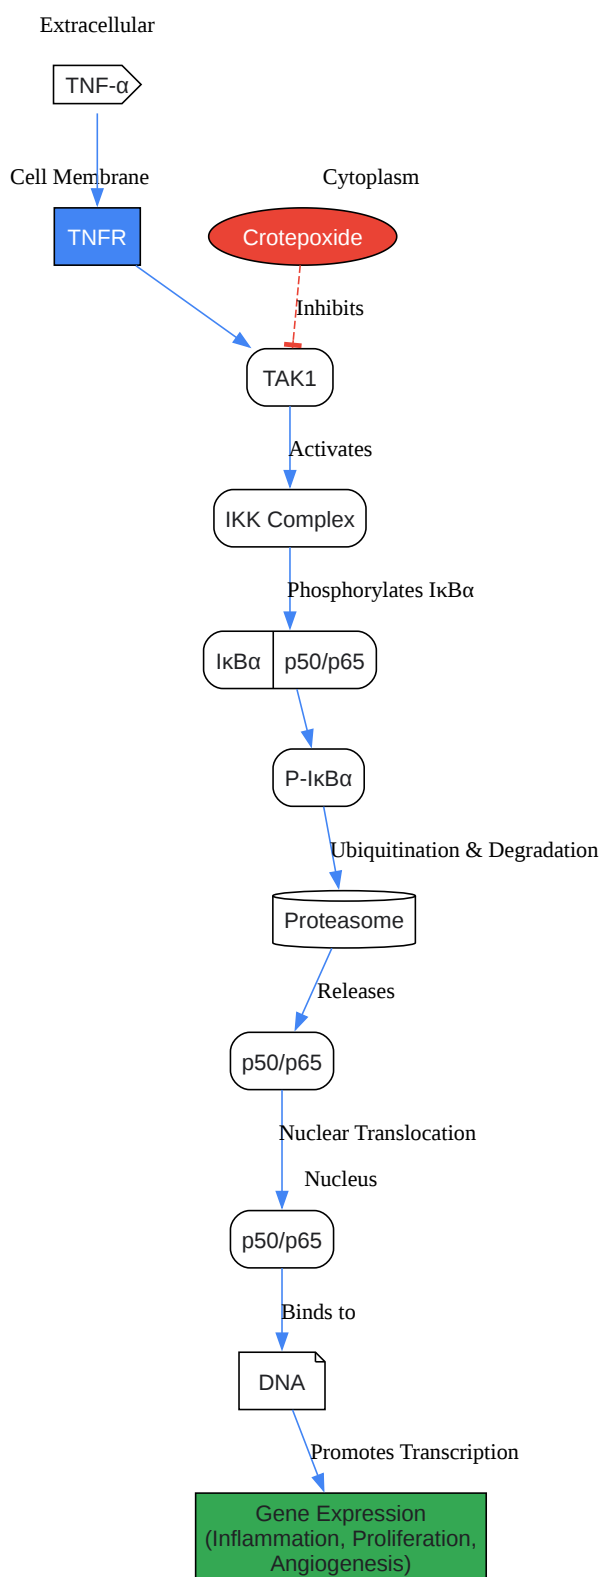 Extracellular
TNF-α
Cell Membrane
Cytoplasm
TNFR
Crotepoxide
Inhibits
TAK1
Activates
IKK Complex
Phosphorylates IκBα
IκBα
p50/p65
P-IκBα
Ubiquitination & Degradation
Proteasome
Releases
p50/p65
Nuclear Translocation
Nucleus
p50/p65
Binds to
DNA
Promotes Transcription
Gene Expression
(Inflammation, Proliferation,
Angiogenesis)